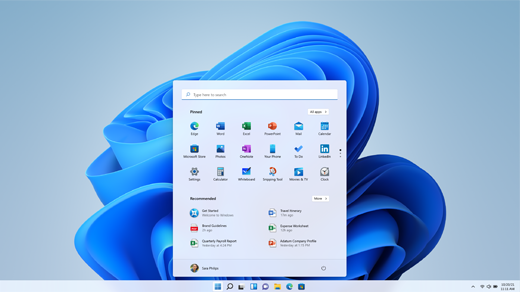 Type here to search
Pinned
All apps >
Edge
Word
Excel
PowerPoint
Mail
Calendar
Microsoft Store
Photos
OneNote
Your Phone
To Do
LinkedIn
Settings
Calculator
Whiteboard
Snipping Tool
Movies & TV
Clock
Recommended
More >
Get Started
Welcome to Windows
Travel Itinerary
17m ago
Brand Guidelines
2h ago
Expense Worksheet
12h ago
Quarterly Payroll Report
Yesterday at 4:24 PM
Adatum Company Profile
Yesterday at 1:15 PM
Sara Philips
11:11 AM